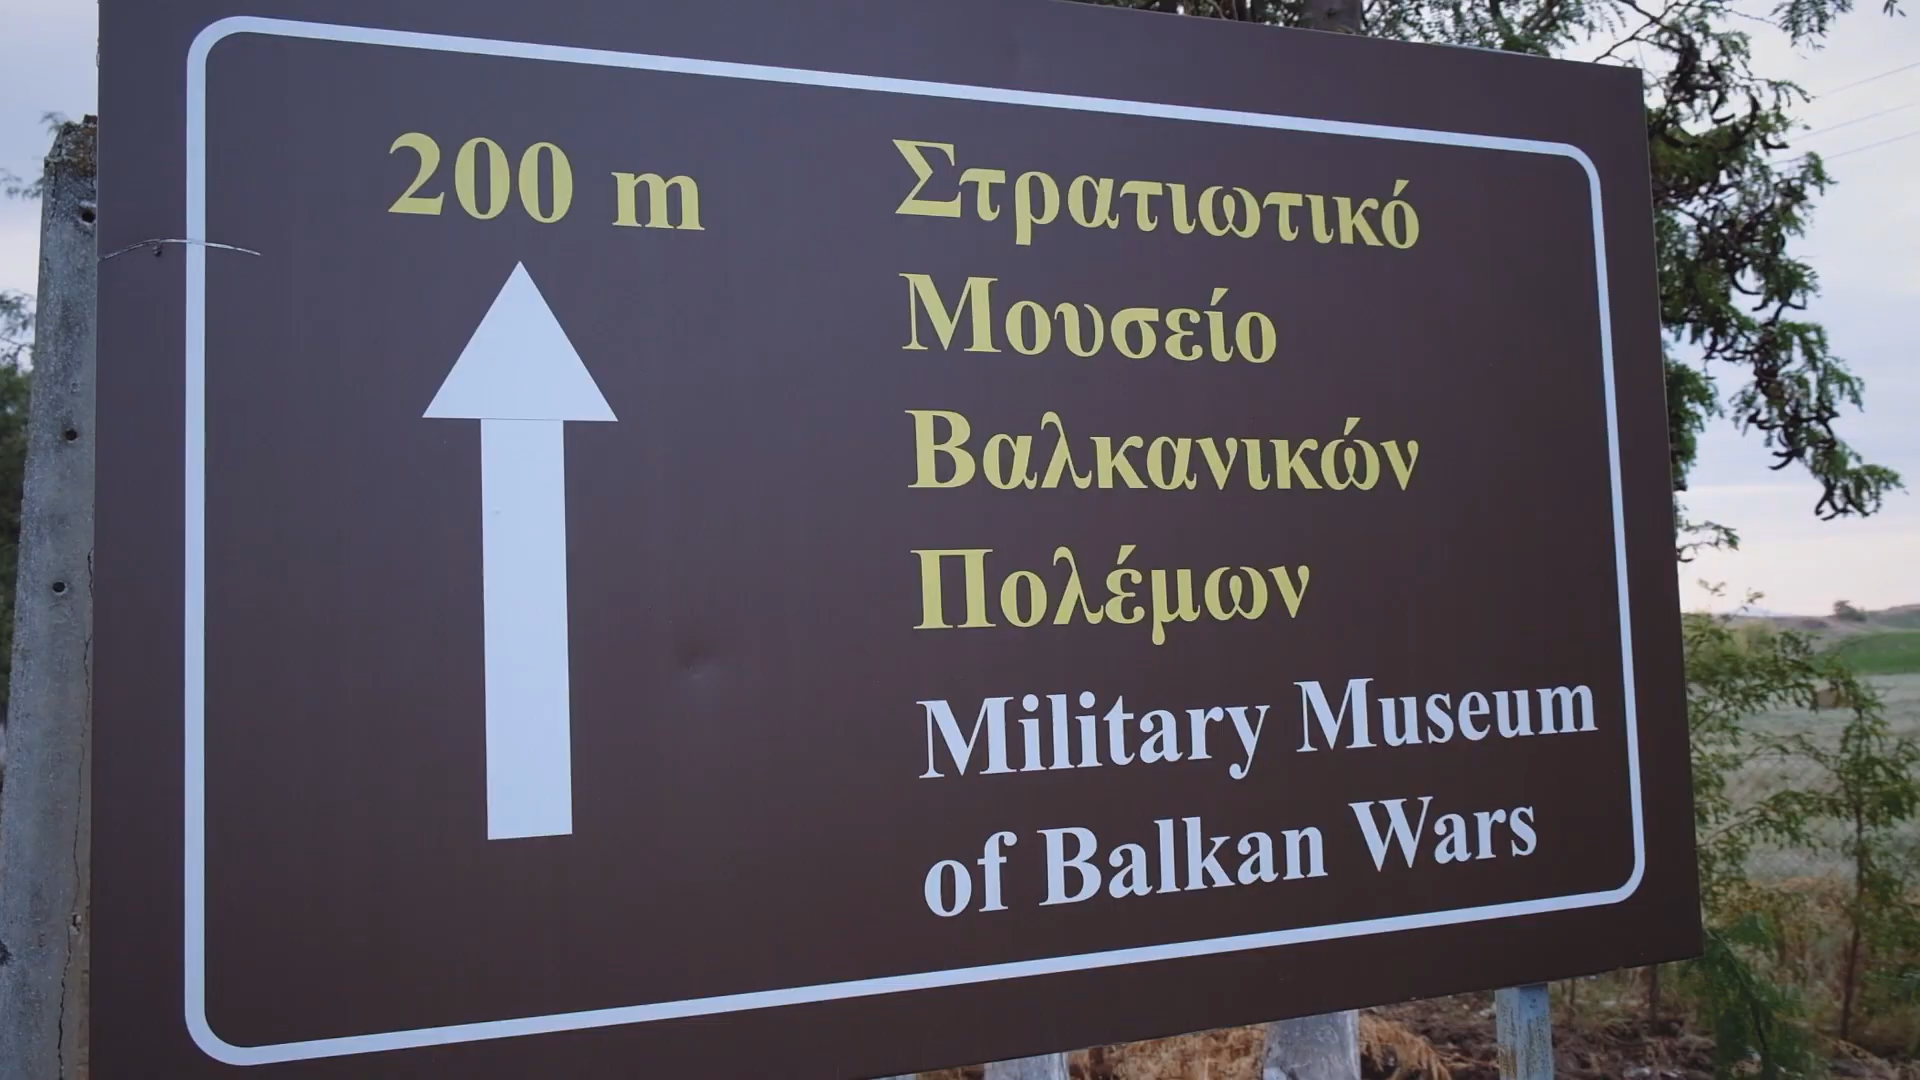 200 m
Στρατιωτικό
Μουσείο
Βαλκανικών
Πολέμων
Military Museum
of Balkan Wars